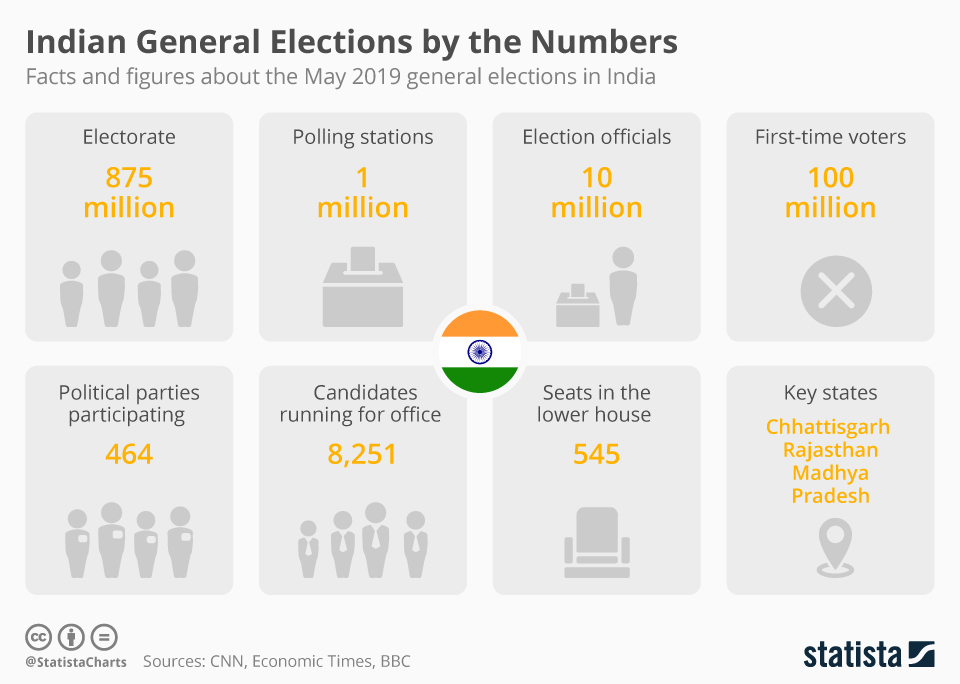 Indian General Elections by the Numbers
Facts and figures about the May 2019 general elections in India
Electorate
875
million
Polling stations
1
million
Election officials
10
million
First-time voters
100
million
Political parties
participating
464
Candidates
running for office
8,251
Seats in the
lower house
545
Key states
Chhattisgarh
Rajasthan
Madhya
Pradesh
cc
@StatistaCharts
Sources: CNN, Economic Times, BBC
statista